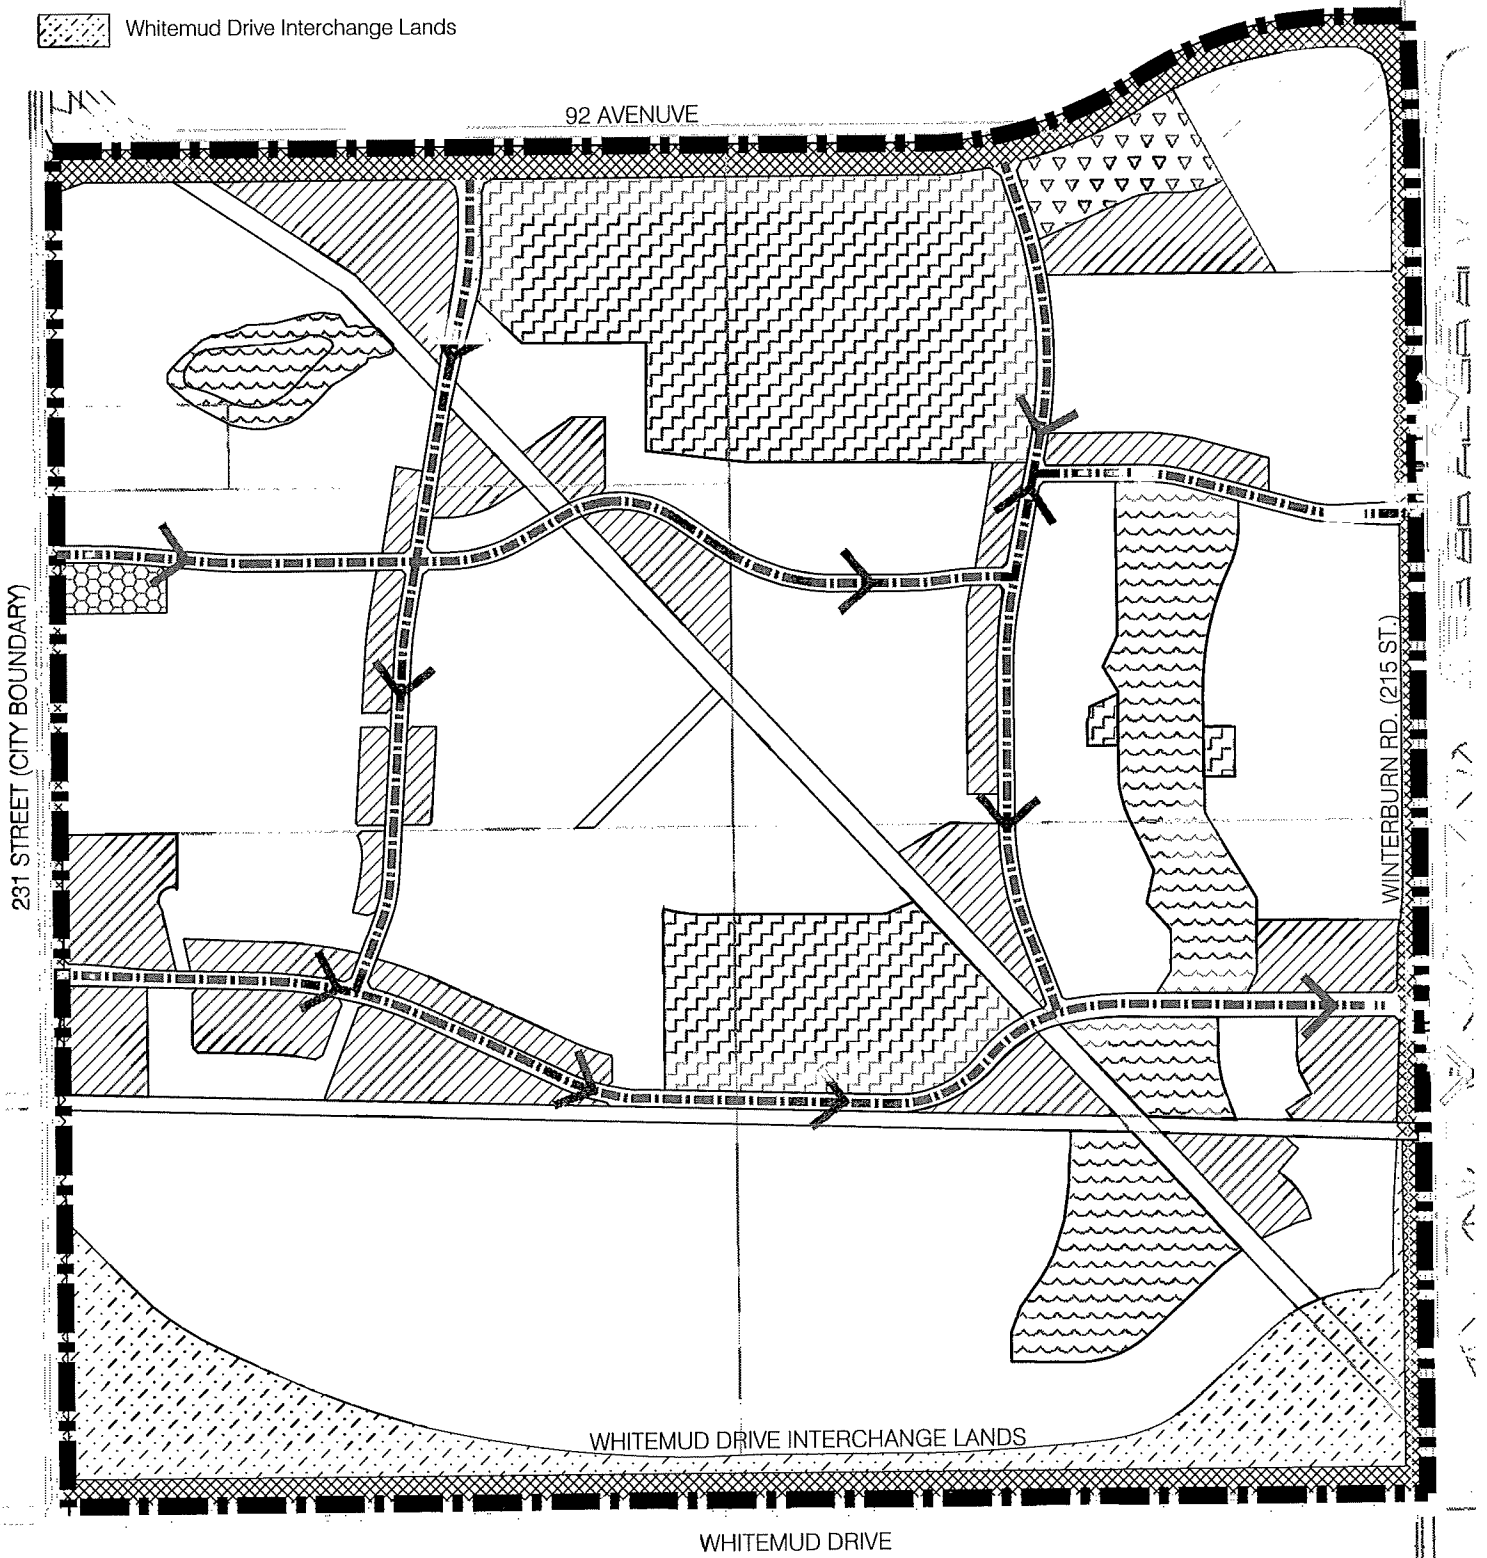 Whitemud Drive Interchange Lands
92 AVENUVE
231 STREET (CITY BOUNDARY)
WINTERBURN RD. (215 ST.)
WHITEMUD DRIVE INTERCHANGE LANDS
WHITEMUD DRIVE